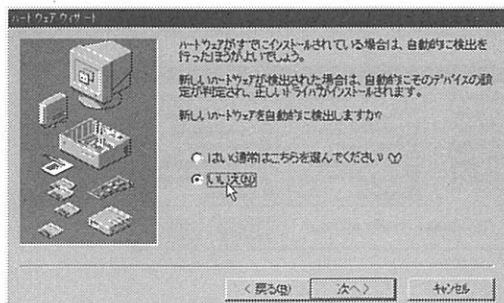 ハードウェア ウィザード
ハードウェアがすでにインストールされている場合は、自動的に検出を
行ったほうがよいでしょう。
新しいハードウェアが検出された場合は、自動的にそのデバイスの設
定が判定され、正しいドライバがインストールされます。
新しいハードウェアを自動的に検出しますか?
はい(通常はこちらを選んでください)(Y)
いいえ(N)
< 戻る(B)
次へ >
キャンセル